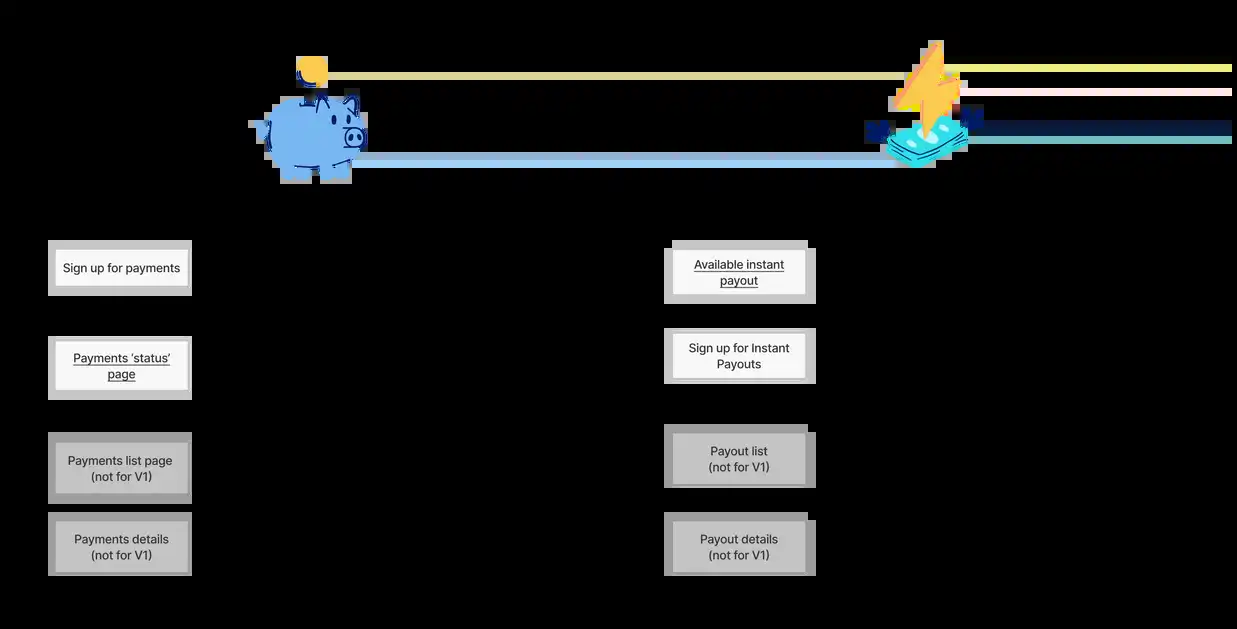 Sign up for payments
Payments ‘status’
page
Payments list page
(not for V1)
Payments details
(not for V1)
Available instant
payout
Sign up for Instant
Payouts
Payout list
(not for V1)
Payout details
(not for V1)